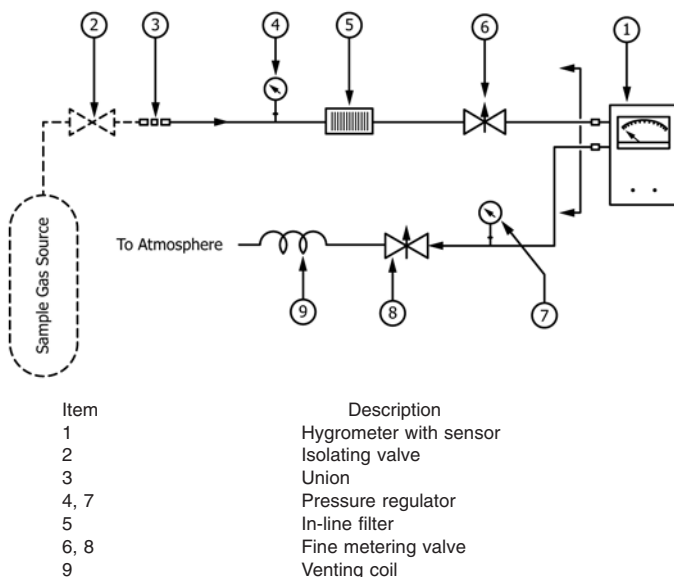 2 3 4 5 6 1
Sample Gas Source
To Atmosphere
9 8 7
Item Description
1 Hygrometer with sensor
2 Isolating valve
3 Union
4, 7 Pressure regulator
5 In-line filter
6, 8 Fine metering valve
9 Venting coil